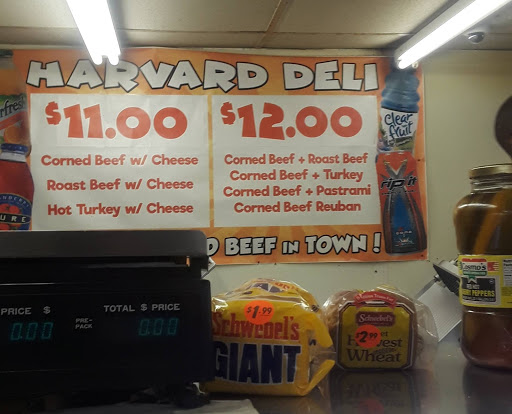 HARVARD DELI
$11.00
Corned Beef w/ Cheese
Roast Beef w/ Cheese
Hot Turkey w/ Cheese
$12.00
Corned Beef + Roast Beef
Corned Beef + Turkey
Corned Beef + Pastrami
Corned Beef Reuban
BEEF IN TOWN!
Clear
fruit
rip it
URE
PRICE $
TOTAL $ PRICE
0.00
PRE-
PACK
0.00
$1.99
Schwebel's
GIANT
Schwebel's
$2.99
Wheat
PEPPERS